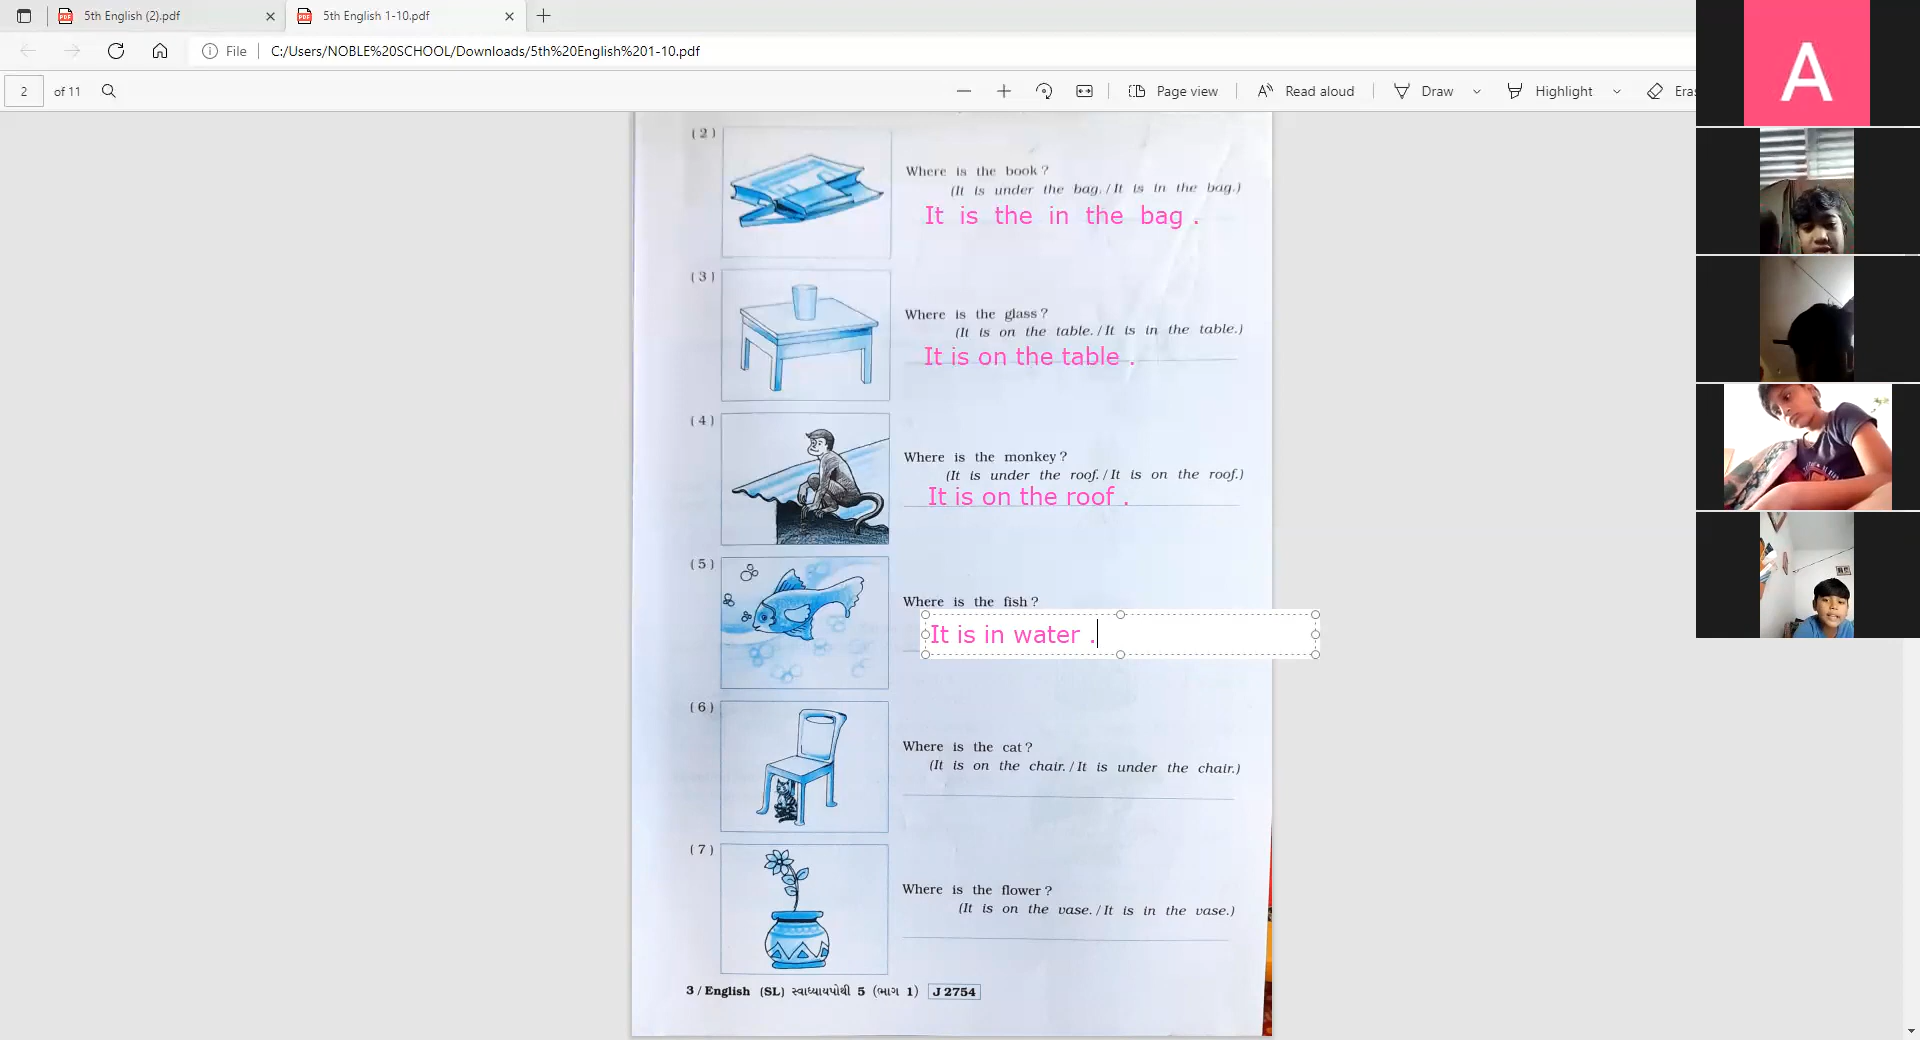 5th English (2).pdf
5th English 1-10.pdf
File
C:/Users/NOBLE%20SCHOOL/Downloads/5th%20English%201-10.pdf
2 of 11
Page view
Read aloud
Draw
Highlight
A
(2)
Where is the book ?
(It is under the bag. / It is in the bag.)
It is the in the bag .
(3)
Where is the glass ?
(It is on the table. / It is in the table.)
It is on the table .
(4)
Where is the monkey ?
(It is under the roof. / It is on the roof.)
It is on the roof .
(5)
Where is the fish ?
It is in water .
(6)
Where is the cat ?
(It is on the chair. / It is under the chair.)
(7)
Where is the flower ?
(It is on the vase. / It is in the vase.)
3 / English (SL) સ્વાધ્યાયપોથી 5 (ભાગ 1) J 2754